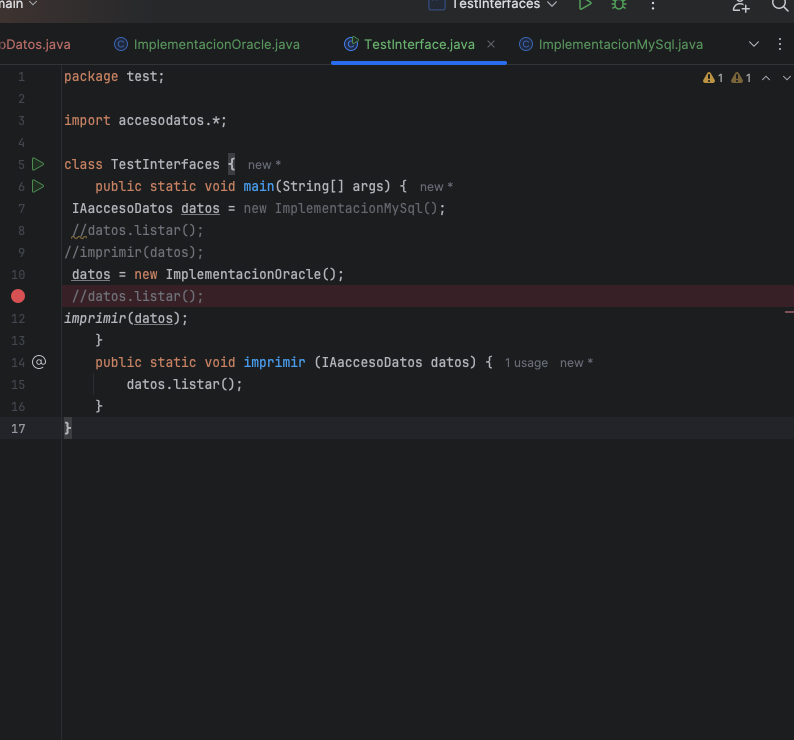 main
TestInterfaces
oDatos.java
ImplementacionOracle.java
TestInterface.java
ImplementacionMySql.java
1 package test;
1 1
2
3 import accesodatos.*;
4
5 class TestInterfaces { new *
6 public static void main(String[] args) { new *
7 IAaccesoDatos datos = new ImplementacionMySql();
8 //datos.listar();
9 //imprimir(datos);
10 datos = new ImplementacionOracle();
//datos.listar();
12 imprimir(datos);
13 }
14 public static void imprimir (IAaccesoDatos datos) { 1 usage new *
15 datos.listar();
16 }
17 }